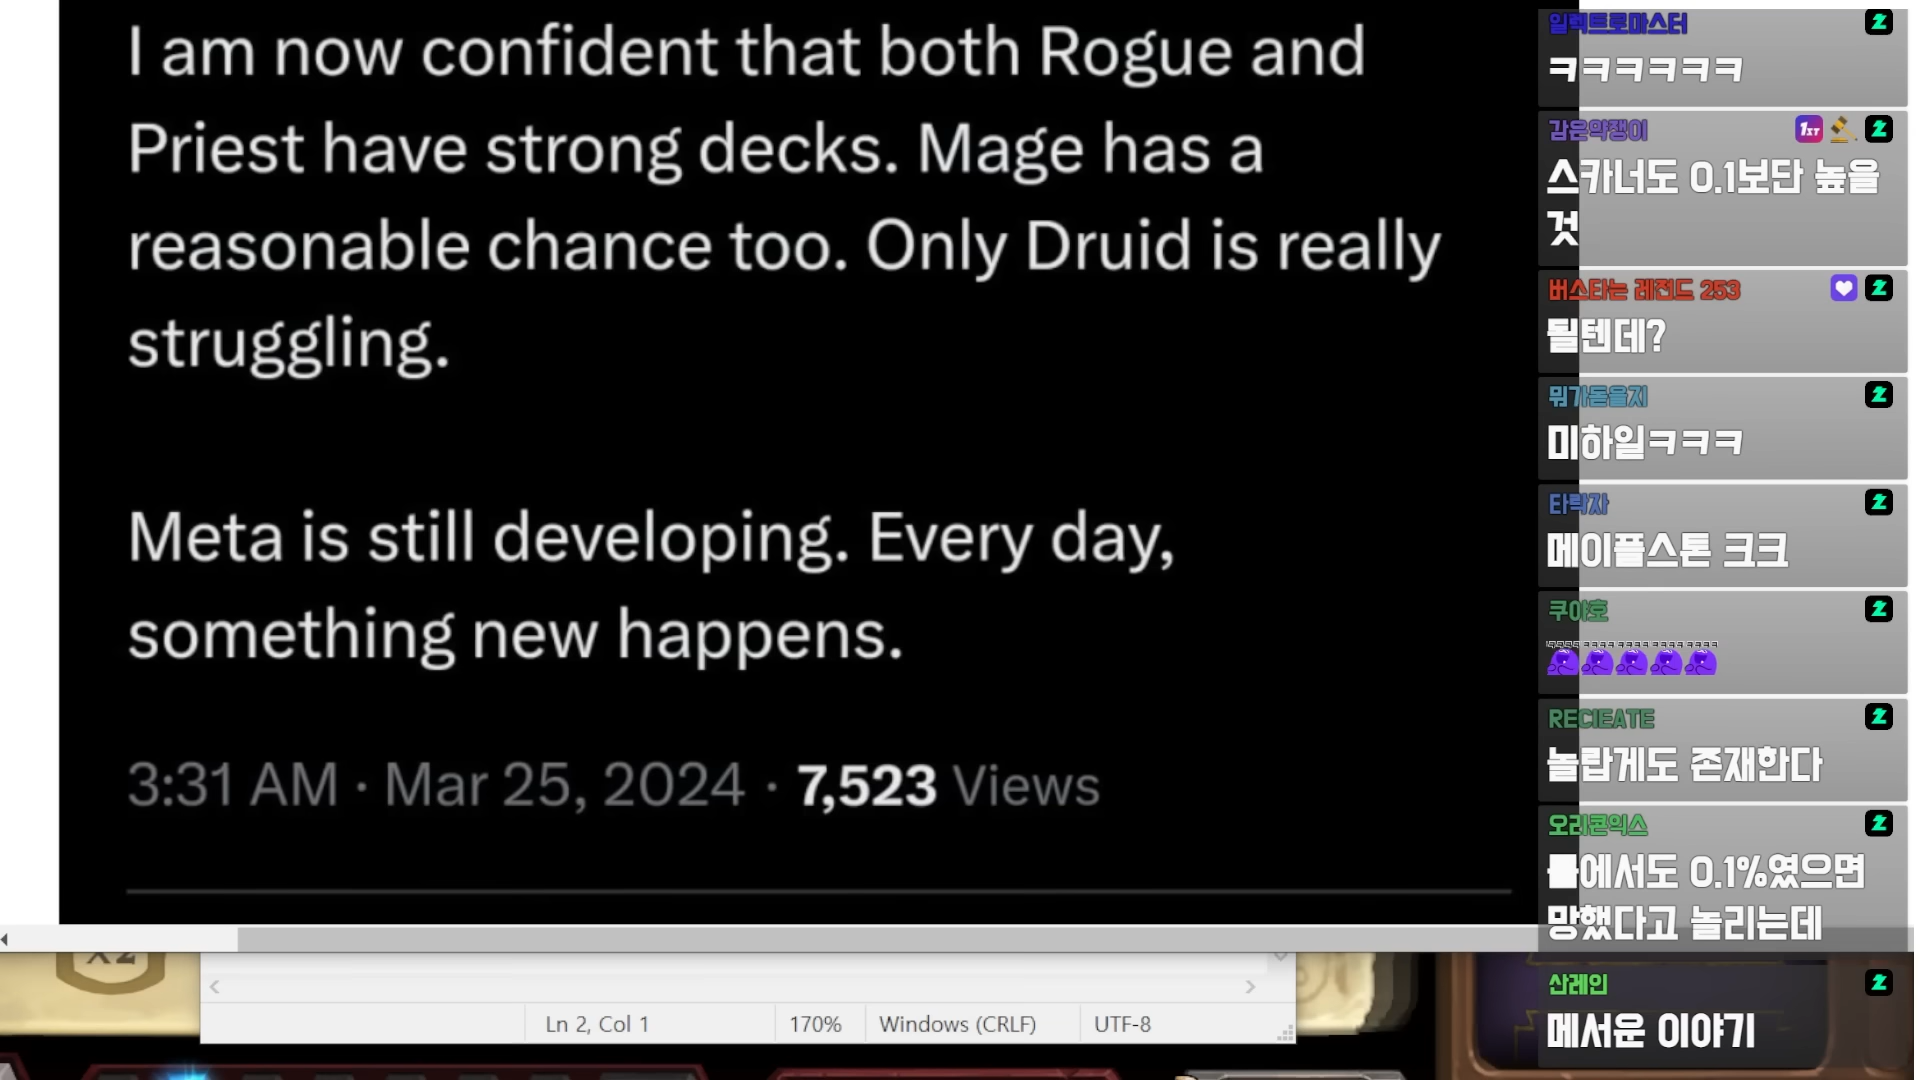 I am now confident that both Rogue and
Priest have strong decks. Mage has a
reasonable chance too. Only Druid is really
struggling.
Meta is still developing. Every day,
something new happens.
3:31 AM · Mar 25, 2024 · 7,523 Views
X2
Ln 2, Col 1
170%
Windows (CRLF)
UTF-8
일렉트로마스터
ㅋㅋㅋㅋㅋㅋ
감은약쟁이
1ST
스카너도 0.1보단 높을
것
버스타는 레전드 253
될텐데?
뭐가돋을지
미하일ㅋㅋㅋ
타락자
메이플스톤 크크
쿠야호
RECIEATE
놀랍게도 존재한다
오리콘믹스
롤에서도 0.1%였으면
망했다고 놀리는데
산레인
메서운 이야기